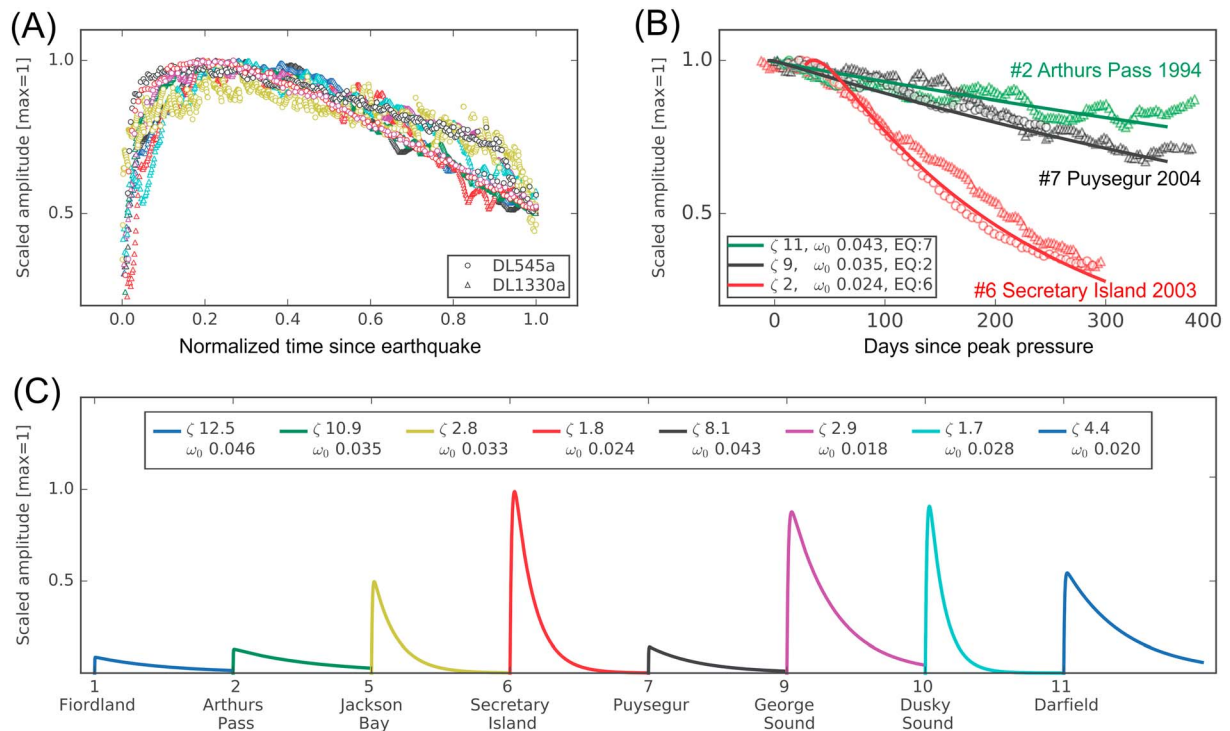 (A)
Scaled amplitude [max=1]
1.0
0.5
DL545a
DL1330a
0.0 0.2 0.4 0.6 0.8 1.0
Normalized time since earthquake
(B)
Scaled amplitude [max=1]
1.0
0.5
#2 Arthurs Pass 1994
#7 Puysegur 2004
ζ 11, ω₀ 0.043, EQ:7
ζ 9, ω₀ 0.035, EQ:2
ζ 2, ω₀ 0.024, EQ:6
#6 Secretary Island 2003
0 100 200 300 400
Days since peak pressure
(C)
Scaled amplitude [max=1]
1.0
0.5
ζ 12.5 ζ 10.9 ζ 2.8 ζ 1.8 ζ 8.1 ζ 2.9 ζ 1.7 ζ 4.4
ω₀ 0.046 ω₀ 0.035 ω₀ 0.033 ω₀ 0.024 ω₀ 0.043 ω₀ 0.018 ω₀ 0.028 ω₀ 0.020
1 2 5 6 7 9 10 11
Fiordland Arthurs Jackson Secretary Puysegur George Dusky Darfield
Pass Bay Island Sound Sound